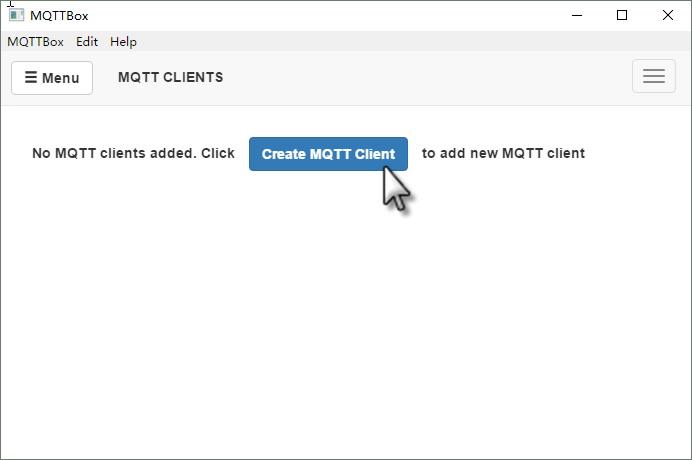 MQTTBox
MQTTBox Edit Help
☰ Menu MQTT CLIENTS
No MQTT clients added. Click Create MQTT Client to add new MQTT client